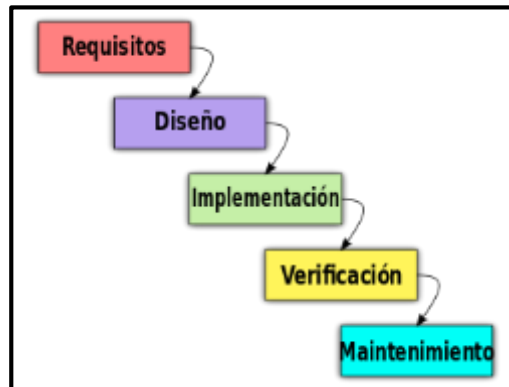 Requisitos
Diseño
Implementación
Verificación
Maintenimiento